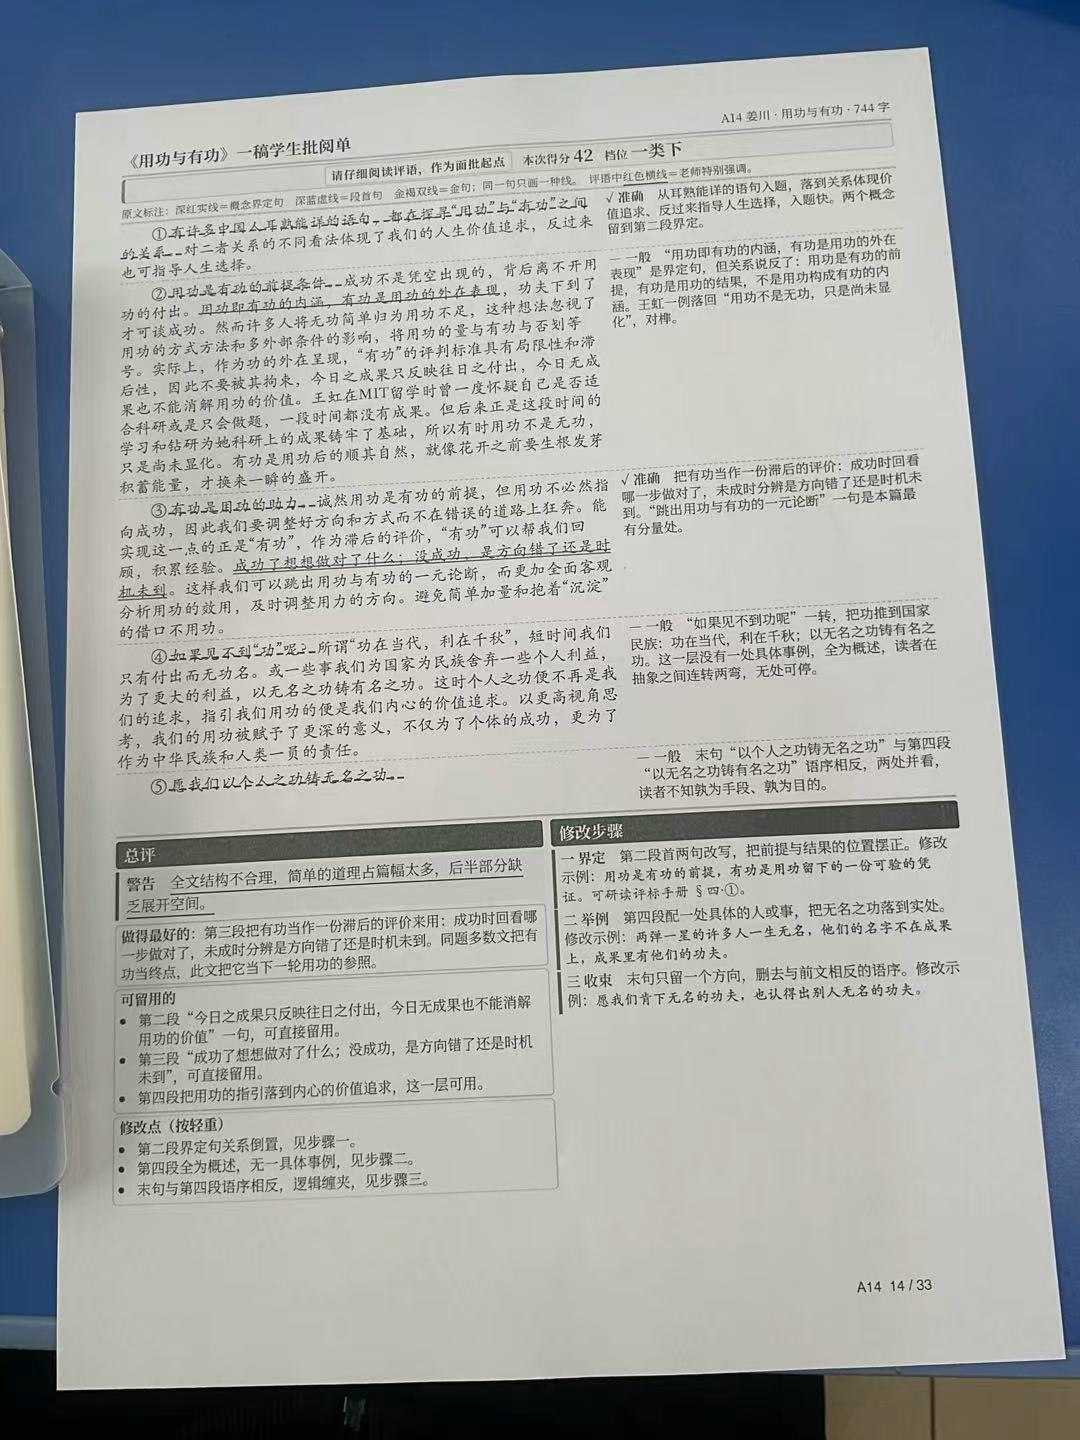 《用功与有功》一稿学生批阅单
A14 姜川 · 用功与有功 · 744 字
请仔细阅读评语，作为面批起点 本次得分 42 档位 一类下
原文标注：深红实线=概念界定句 深蓝虚线=段首句 金褐双线=金句；同一句只画一种线。 评语中红色横线=老师特别强调。
①有许多中国人耳熟能详的语句，都在探寻“用功”与“有功”之间
的关系。对二者关系的不同看法体现了我们的人生价值追求，反过来
也可指导人生选择。
√ 准确 从耳熟能详的语句入题，落到关系体现价
值追求、反过来指导人生选择，入题快。两个概念
留到第二段界定。
②用功是有功的前提条件。成功不是凭空出现的，背后离不开用
功的付出。用功即有功的内涵，有功是用功的外在表现，功夫下到了
才可谈成功。然而许多人将无功简单归为用功不足，这种想法忽视了
用功的方式方法和多外部条件的影响，将用功的量与有功与否划等
号。实际上，作为功的外在呈现，“有功”的评判标准具有局限性和滞
后性，因此不要被其拘束，今日之成果只反映往日之付出，今日无成
果也不能消解用功的价值。王虹在MIT留学时曾一度怀疑自己是否适
合科研或是只会做题，一段时间都没有成果。但后来正是这段时间的
学习和钻研为她科研上的成果铸牢了基础，所以有时用功不是无功，
只是尚未显化。有功是用功后的顺其自然，就像花开之前要生根发芽
积蓄能量，才换来一瞬的盛开。
— 一般 “用功即有功的内涵，有功是用功的外在
表现”是界定句，但关系说反了：用功是有功的前
提，有功是用功的结果，不是用功构成有功的内
涵。王虹一例落回“用功不是无功，只是尚未显
化”，对榫。
③有功是用功的助力。诚然用功是有功的前提，但用功不必然指
向成功，因此我们要调整好方向和方式而不在错误的道路上狂奔。能
实现这一点的正是“有功”，作为滞后的评价，“有功”可以帮我们回
顾，积累经验。成功了想想做对了什么；没成功，是方向错了还是时
机未到。这样我们可以跳出用功与有功的一元论断，而更加全面客观
分析用功的效用，及时调整用力的方向。避免简单加量和抱着“沉淀”
的借口不用功。
√ 准确 把有功当作一份滞后的评价：成功时回看
哪一步做对了，未成时分辨是方向错了还是时机未
到。“跳出用功与有功的一元论断”一句是本篇最
有分量处。
④如果见不到“功”呢？所谓“功在当代，利在千秋”，短时间我们
只有付出而无功名。或一些事我们为国家为民族舍弃一些个人利益，
为了更大的利益，以无名之功铸有名之功。这时个人之功便不再是我
们的追求，指引我们用功的便是我们内心的价值追求。以更高视角思
考，我们的用功被赋予了更深的意义，不仅为了个体的成功，更为了
作为中华民族和人类一员的责任。
— 一般 “如果见不到功呢”一转，把功推到国家
民族：功在当代，利在千秋；以无名之功铸有名之
功。这一层没有一处具体事例，全为概述，读者在
抽象之间连转两弯，无处可停。
⑤愿我们以个人之功铸无名之功。
— 一般 末句“以个人之功铸无名之功”与第四段
“以无名之功铸有名之功”语序相反，两处并看，
读者不知孰为手段、孰为目的。
总评
警告 全文结构不合理，简单的道理占篇幅太多，后半部分缺
乏展开空间。
做得最好的：第三段把有功当作一份滞后的评价来用：成功时回看哪
一步做对了，未成时分辨是方向错了还是时机未到。同题多数文把有
功当终点，此文把它当下一轮用功的参照。
可留用的
• 第二段“今日之成果只反映往日之付出，今日无成果也不能消解
用功的价值”一句，可直接留用。
• 第三段“成功了想想做对了什么；没成功，是方向错了还是时机
未到”，可直接留用。
• 第四段把用功的指引落到内心的价值追求，这一层可用。
修改点（按轻重）
• 第二段界定句关系倒置，见步骤一。
• 第四段全为概述，无一具体事例，见步骤二。
• 末句与第四段语序相反，逻辑缠夹，见步骤三。
修改步骤
一 界定 第二段首两句改写，把前提与结果的位置摆正。修改
示例：用功是有功的前提，有功是用功留下的一份可验的凭
证。可研读评标手册 §四·①。
二 举例 第四段配一处具体的人或事，把无名之功落到实处。
修改示例：两弹一星的许多人一生无名，他们的名字不在成果
上，成果里有他们的功夫。
三 收束 末句只留一个方向，删去与前文相反的语序。修改示
例：愿我们肯下无名的功夫，也认得出别人无名的功夫。
A14 14 / 33